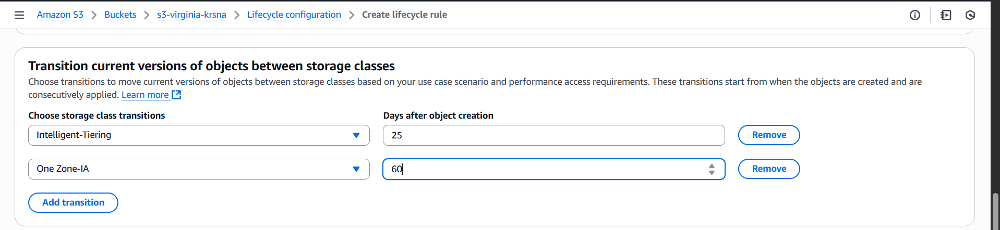 Amazon S3 > Buckets > s3-virginia-krsna > Lifecycle configuration > Create lifecycle rule
Transition current versions of objects between storage classes
Choose transitions to move current versions of objects between storage classes based on your use case scenario and performance access requirements. These transitions start from when the objects are created and are
consecutively applied. Learn more
Choose storage class transitions Days after object creation
Intelligent-Tiering 25 Remove
One Zone-IA 60 Remove
Add transition